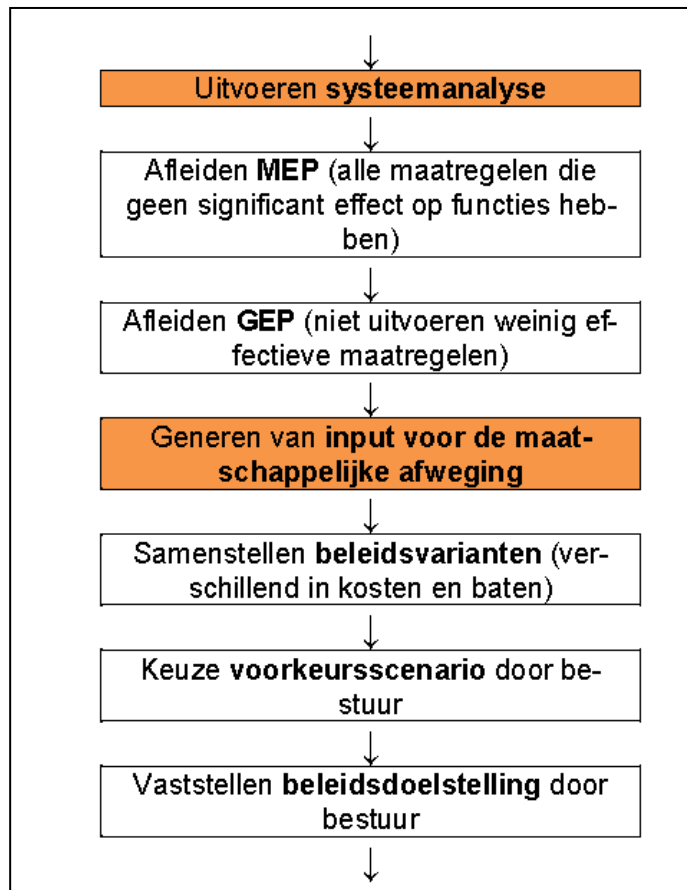 Uitvoeren systeemanalyse
Afleiden MEP (alle maatregelen die
geen significant effect op functies heb-
ben)
Afleiden GEP (niet uitvoeren weinig ef-
fectieve maatregelen)
Generen van input voor de maat-
schappelijke afweging
Samenstellen beleidsvarianten (ver-
schillend in kosten en baten)
Keuze voorkeursscenario door be-
stuur
Vaststellen beleidsdoelstelling door
bestuur